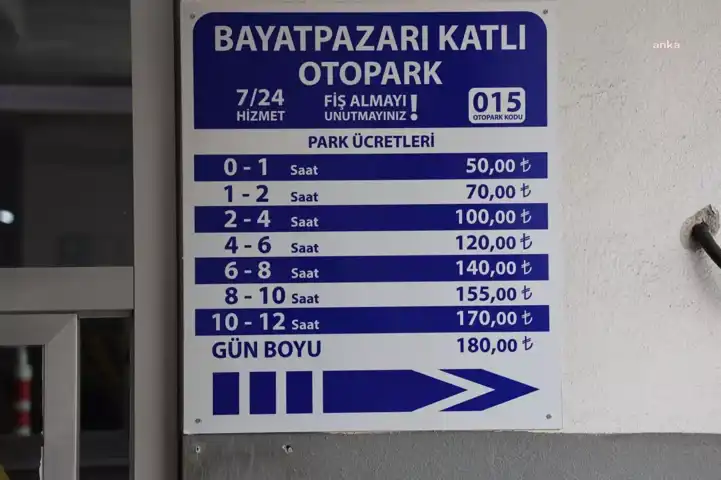 BAYATPAZARI KATLI
OTOPARK
7/24
HİZMET
FİŞ ALMAYI
UNUTMAYINIZ !
015
OTOPARK KODU
PARK ÜCRETLERİ
0 - 1 Saat 50,00 ₺
1 - 2 Saat 70,00 ₺
2 - 4 Saat 100,00 ₺
4 - 6 Saat 120,00 ₺
6 - 8 Saat 140,00 ₺
8 - 10 Saat 155,00 ₺
10 - 12 Saat 170,00 ₺
GÜN BOYU 180,00 ₺
anka